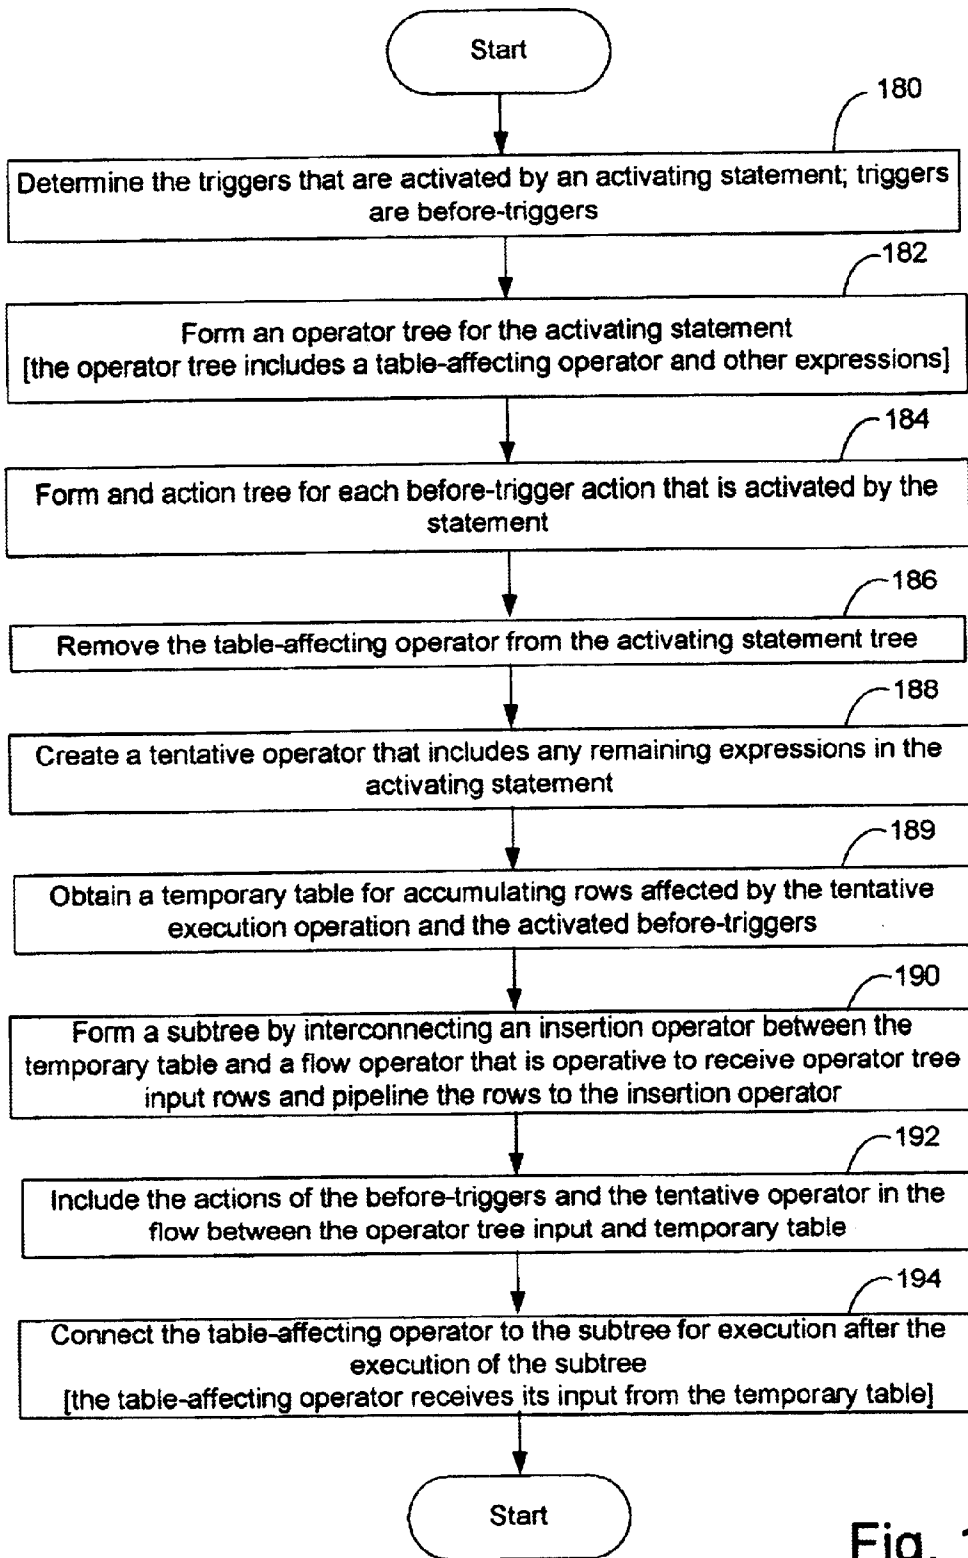 Start
180
Determine the triggers that are activated by an activating statement; triggers
are before-triggers
182
Form an operator tree for the activating statement
[the operator tree includes a table-affecting operator and other expressions]
184
Form and action tree for each before-trigger action that is activated by the
statement
186
Remove the table-affecting operator from the activating statement tree
188
Create a tentative operator that includes any remaining expressions in the
activating statement
189
Obtain a temporary table for accumulating rows affected by the tentative
execution operation and the activated before-triggers
190
Form a subtree by interconnecting an insertion operator between the
temporary table and a flow operator that is operative to receive operator tree
input rows and pipeline the rows to the insertion operator
192
Include the actions of the before-triggers and the tentative operator in the
flow between the operator tree input and temporary table
194
Connect the table-affecting operator to the subtree for execution after the
execution of the subtree
[the table-affecting operator receives its input from the temporary table]
Start
Fig.